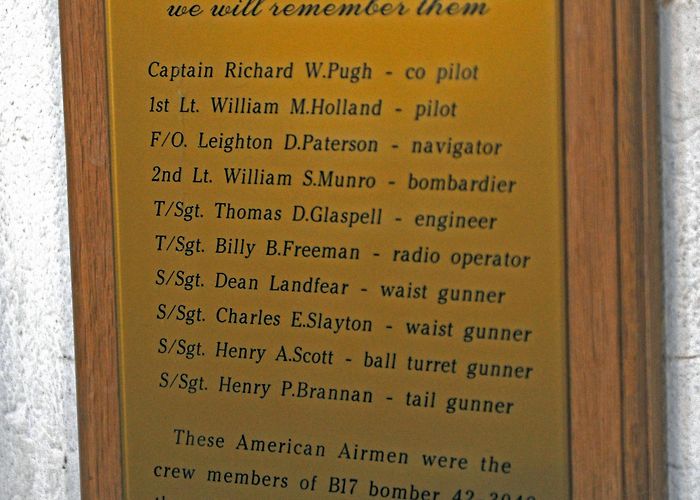 we will remember them
Captain Richard W.Pugh - co pilot
1st Lt. William M.Holland - pilot
F/O. Leighton D.Paterson - navigator
2nd Lt. William S.Munro - bombardier
T/Sgt. Thomas D.Glaspell - engineer
T/Sgt. Billy B.Freeman - radio operator
S/Sgt. Dean Landfear - waist gunner
S/Sgt. Charles E.Slayton - waist gunner
S/Sgt. Henry A.Scott - ball turret gunner
S/Sgt. Henry P.Brannan - tail gunner
These American Airmen were the
crew members of B17 bomber 42